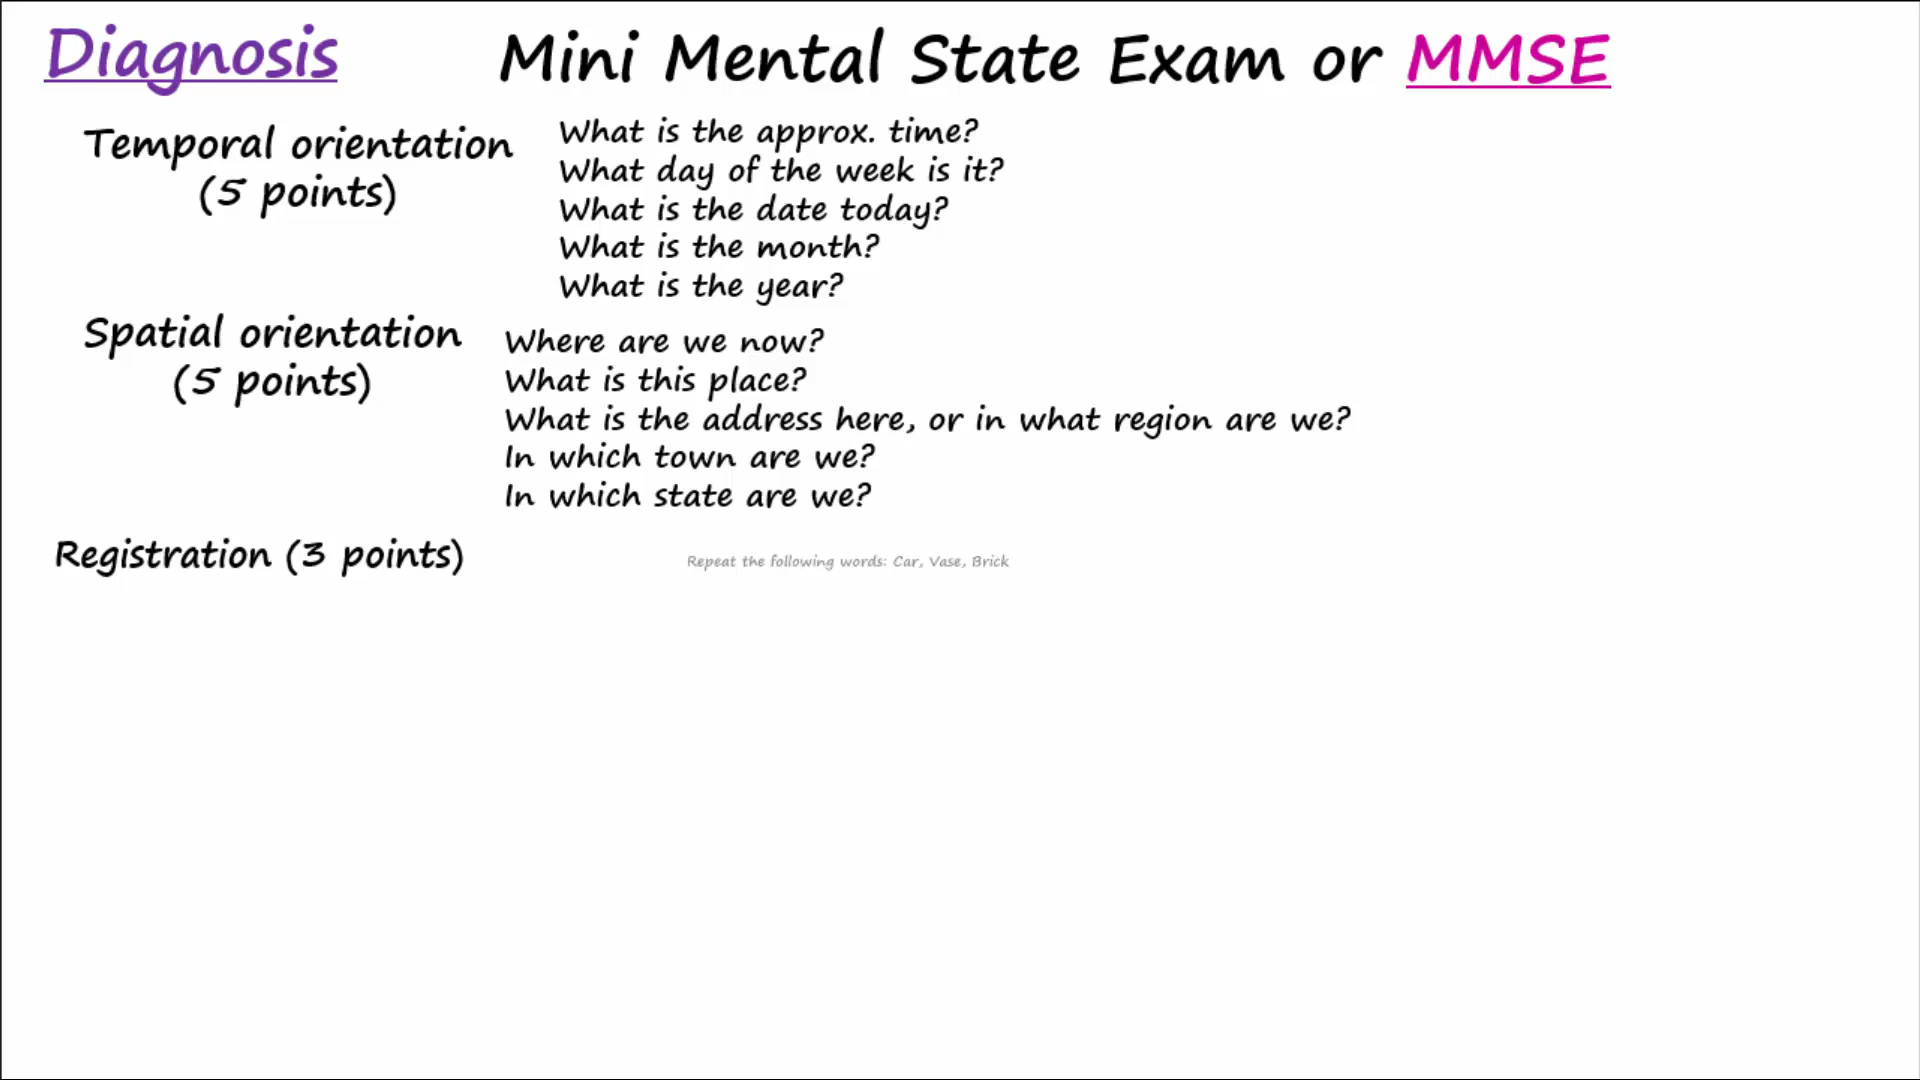 Diagnosis
Mini Mental State Exam or MMSE
Temporal orientation
(5 points)
What is the approx. time?
What day of the week is it?
What is the date today?
What is the month?
What is the year?
Spatial orientation
(5 points)
Where are we now?
What is this place?
What is the address here, or in what region are we?
In which town are we?
In which state are we?
Registration (3 points)
Repeat the following words: Car, Vase, Brick